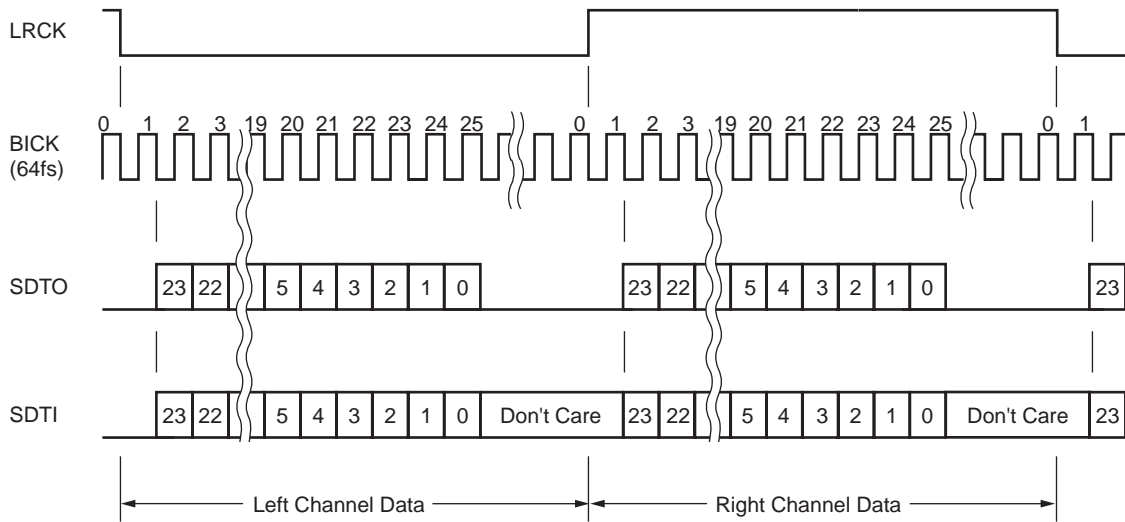 LRCK
0 1 2 3 19 20 21 22 23 24 25 0 1 2 3 19 20 21 22 23 24 25 0 1
BICK
(64fs)
SDTO 23 22 5 4 3 2 1 0 23 22 5 4 3 2 1 0 23
SDTI 23 22 5 4 3 2 1 0 Don't Care 23 22 5 4 3 2 1 0 Don't Care 23
Left Channel Data Right Channel Data